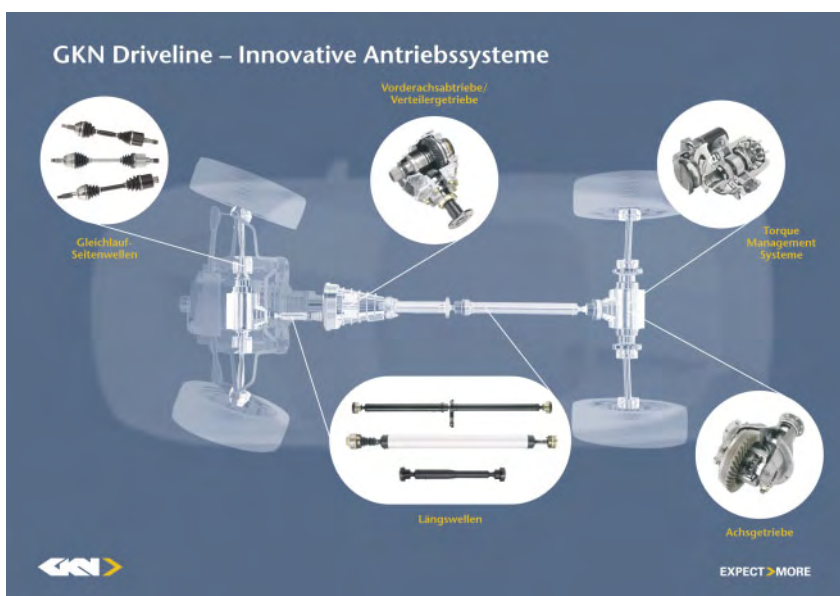 GKN Driveline – Innovative Antriebssysteme
Vorderachsabtriebe/
Verteilergetriebe
Gleichlauf-
Seitenwellen
Torque
Management
Systeme
Längswellen
Achsgetriebe
GKN
EXPECT>MORE